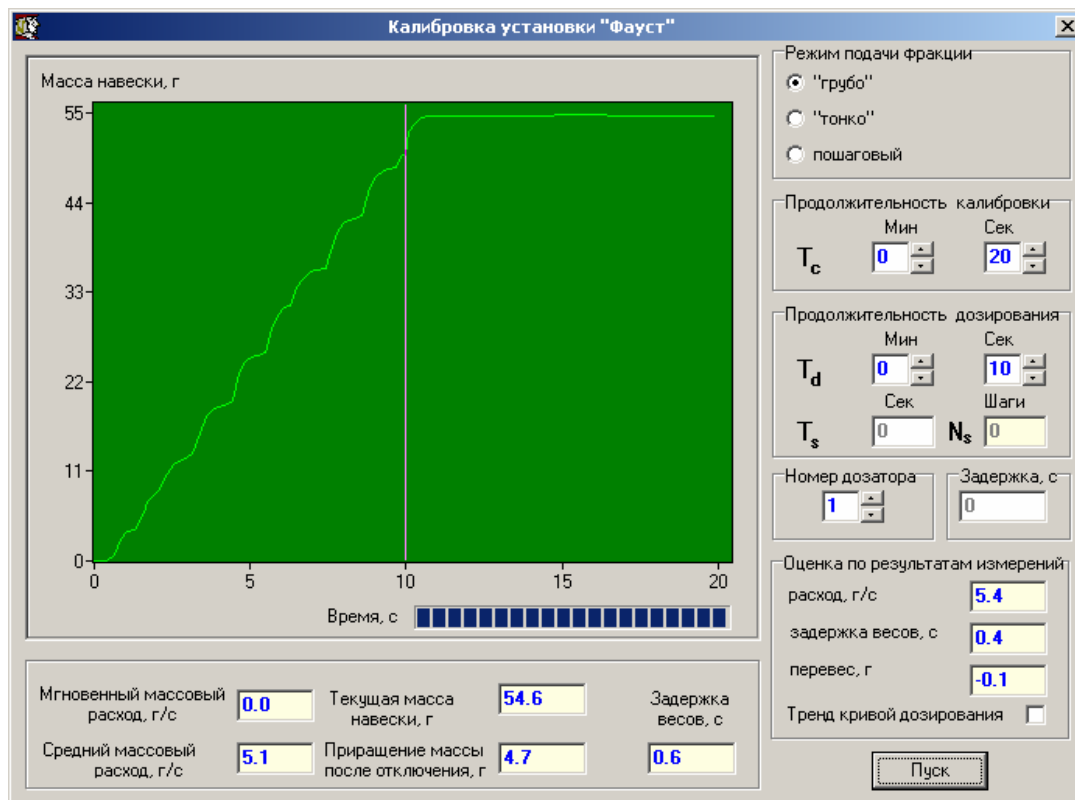 Калибровка установки "Фауст"
Масса навески, г
55
44
33
22
11
0
0 5 10 15 20
Время, с
Мгновенный массовый расход, г/с
0.0
Текущая масса навески, г
54.6
Задержка весов, с
0.6
Средний массовый расход, г/с
5.1
Приращение массы после отключения, г
4.7
Режим подачи фракции
"грубо"
"тонко"
пошаговый
Продолжительность калибровки
Мин Сек
Tc 0 20
Продолжительность дозирования
Мин Сек
Td 0 10
Сек Шаги
Ts 0 Ns 0
Номер дозатора
1
Задержка, с
0
Оценка по результатам измерений
расход, г/с 5.4
задержка весов, с 0.4
перевес, г -0.1
Тренд кривой дозирования
Пуск